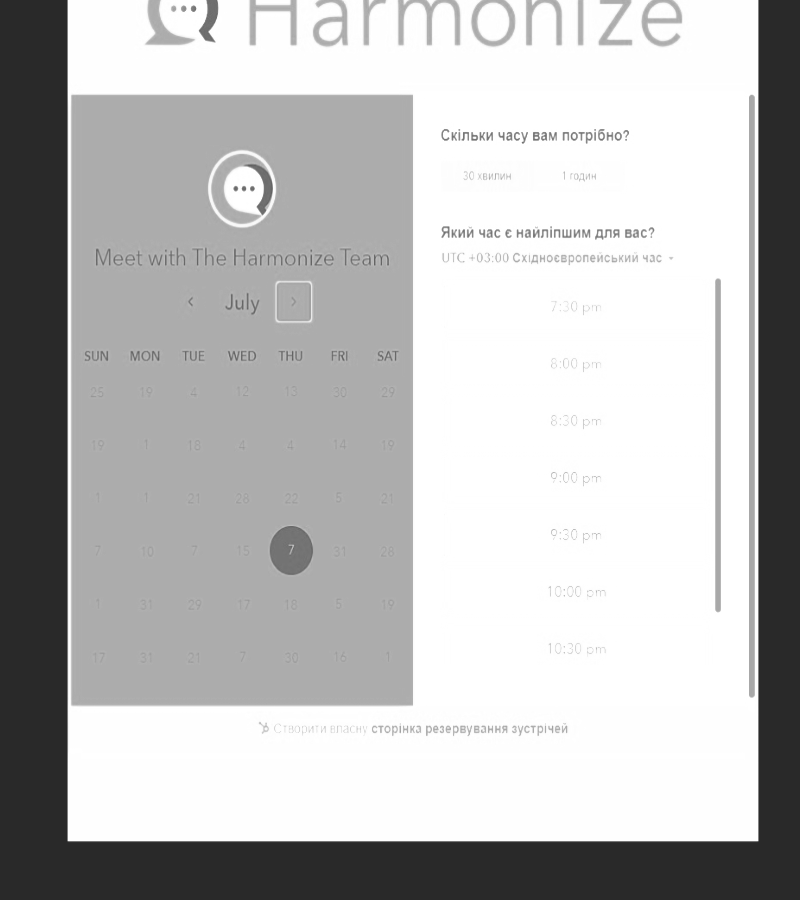 Harmonize
Meet with The Harmonize Team
July
SUN MON TUE WED THU FRI SAT
25 19 4 12 13 30 29
19 1 18 4 4 14 19
1 1 21 28 22 5 21
7 10 7 15 7 31 28
1 31 29 17 18 5 19
17 31 21 7 30 16 1
Скільки часу вам потрібно?
30 хвилин 1 годин
Який час є найліпшим для вас?
UTC +03:00 Східноєвропейський час
7:30 pm
8:00 pm
8:30 pm
9:00 pm
9:30 pm
10:00 pm
10:30 pm
Створити власну сторінка резервування зустрічей